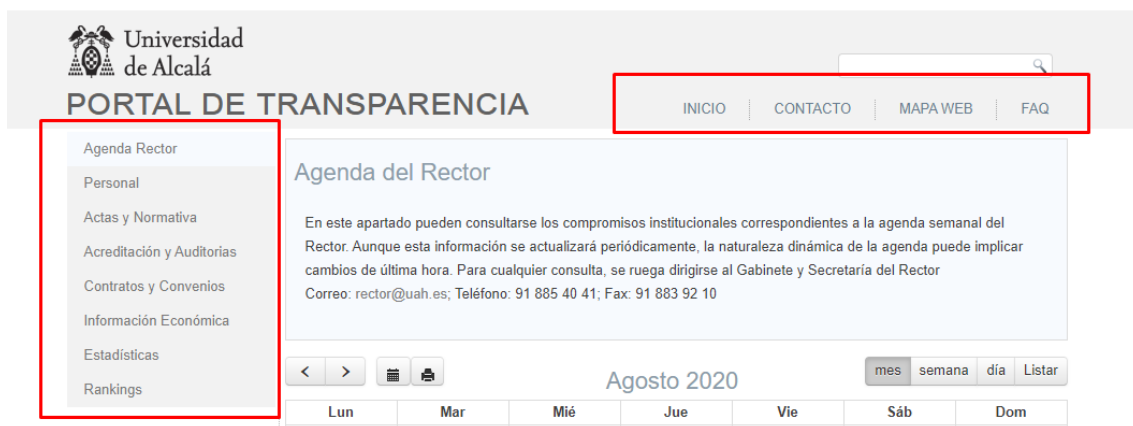 Universidad
de Alcalá
PORTAL DE TRANSPARENCIA
INICIO CONTACTO MAPA WEB FAQ
Agenda Rector
Personal
Actas y Normativa
Acreditación y Auditorias
Contratos y Convenios
Información Económica
Estadísticas
Rankings
Agenda del Rector
En este apartado pueden consultarse los compromisos institucionales correspondientes a la agenda semanal del
Rector. Aunque esta información se actualizará periódicamente, la naturaleza dinámica de la agenda puede implicar
cambios de última hora. Para cualquier consulta, se ruega dirigirse al Gabinete y Secretaría del Rector
Correo: rector@uah.es; Teléfono: 91 885 40 41; Fax: 91 883 92 10
Agosto 2020
mes semana día Listar
Lun Mar Mié Jue Vie Sáb Dom